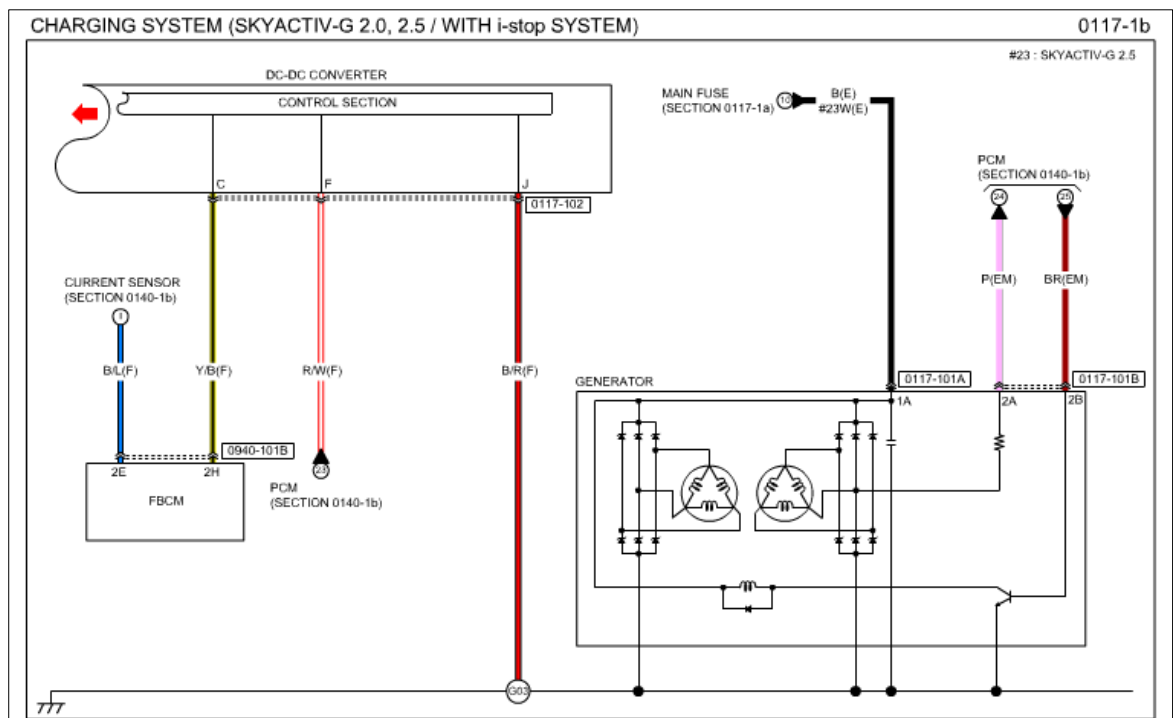 CHARGING SYSTEM (SKYACTIV-G 2.0, 2.5 / WITH i-stop SYSTEM)
0117-1b
#23 : SKYACTIV-G 2.5
DC-DC CONVERTER
CONTROL SECTION
C
F
J
0117-102
MAIN FUSE
(SECTION 0117-1a)
10
B(E)
#23W(E)
PCM
(SECTION 0140-1b)
24
25
CURRENT SENSOR
(SECTION 0140-1b)
1
P(EM)
BR(EM)
B/L(F)
Y/B(F)
R/W(F)
B/R(F)
GENERATOR
0117-101A
0117-101B
1A
2A
2B
0940-101B
2E
2H
FBCM
23
PCM
(SECTION 0140-1b)
G03